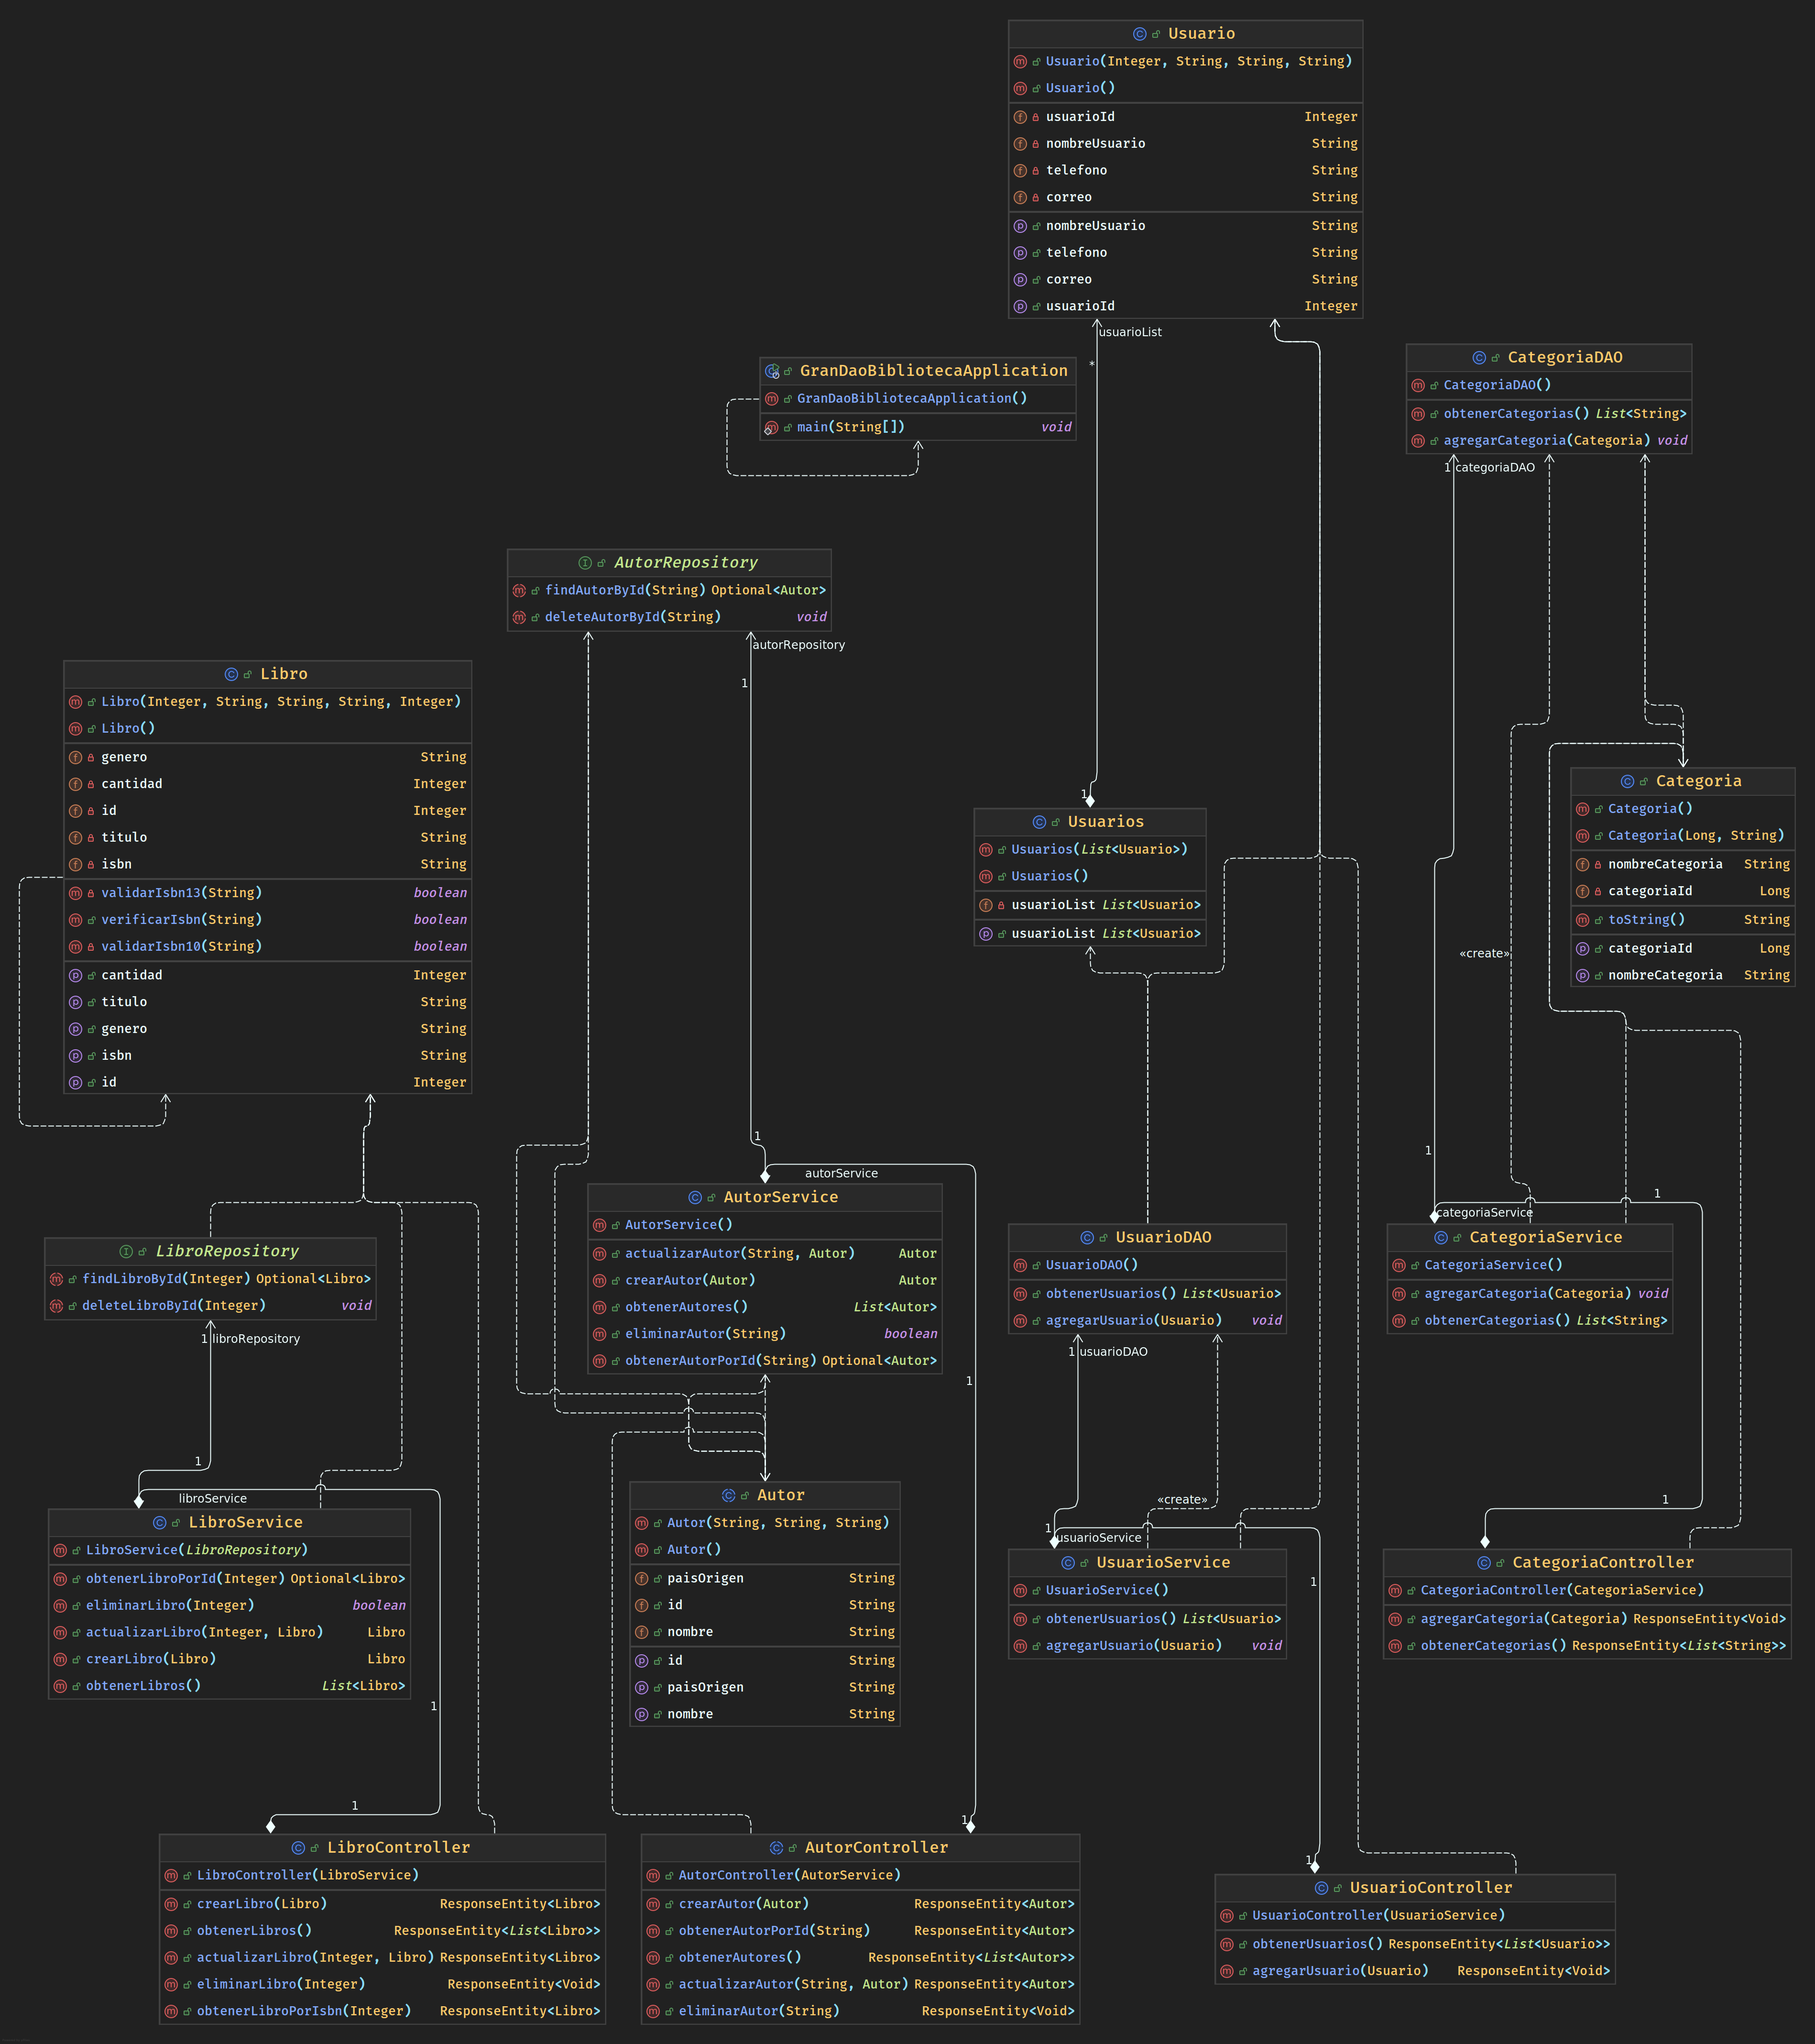 Usuario
Usuario(Integer, String, String, String)
Usuario()
usuarioId Integer
nombreUsuario String
telefono String
correo String
nombreUsuario String
telefono String
correo String
usuarioId Integer
usuarioList
*
1
GranDaoBibliotecaApplication
GranDaoBibliotecaApplication()
main(String[]) void
CategoriaDAO
CategoriaDAO()
obtenerCategorias() List<String>
agregarCategoria(Categoria) void
1 categoriaDAO
AutorRepository
findAutorById(String) Optional<Autor>
deleteAutorById(String) void
autorRepository
1
Libro
Libro(Integer, String, String, String, Integer)
Libro()
genero String
cantidad Integer
id Integer
titulo String
isbn String
validarIsbn13(String) boolean
verificarIsbn(String) boolean
validarIsbn10(String) boolean
cantidad Integer
titulo String
genero String
isbn String
id Integer
Usuarios
Usuarios(List<Usuario>)
Usuarios()
usuarioList List<Usuario>
usuarioList List<Usuario>
Categoria
Categoria()
Categoria(Long, String)
nombreCategoria String
categoriaId Long
toString() String
categoriaId Long
nombreCategoria String
«create»
1
1
autorService
AutorService
AutorService()
actualizarAutor(String, Autor) Autor
crearAutor(Autor) Autor
obtenerAutores() List<Autor>
eliminarAutor(String) boolean
obtenerAutorPorId(String) Optional<Autor>
1
LibroRepository
findLibroById(Integer) Optional<Libro>
deleteLibroById(Integer) void
1 libroRepository
1
UsuarioDAO
UsuarioDAO()
obtenerUsuarios() List<Usuario>
agregarUsuario(Usuario) void
1 usuarioDAO
1
categoriaService
CategoriaService
CategoriaService()
agregarCategoria(Categoria) void
obtenerCategorias() List<String>
libroService
LibroService
LibroService(LibroRepository)
obtenerLibroPorId(Integer) Optional<Libro>
eliminarLibro(Integer) boolean
actualizarLibro(Integer, Libro) Libro
crearLibro(Libro) Libro
obtenerLibros() List<Libro>
1
1
Autor
Autor(String, String, String)
Autor()
paisOrigen String
id String
nombre String
id String
paisOrigen String
nombre String
«create»
1
usuarioService
UsuarioService
UsuarioService()
obtenerUsuarios() List<Usuario>
agregarUsuario(Usuario) void
1
1
CategoriaController
CategoriaController(CategoriaService)
agregarCategoria(Categoria) ResponseEntity<Void>
obtenerCategorias() ResponseEntity<List<String>>
LibroController
LibroController(LibroService)
crearLibro(Libro) ResponseEntity<Libro>
obtenerLibros() ResponseEntity<List<Libro>>
actualizarLibro(Integer, Libro) ResponseEntity<Libro>
eliminarLibro(Integer) ResponseEntity<Void>
obtenerLibroPorIsbn(Integer) ResponseEntity<Libro>
1
AutorController
AutorController(AutorService)
crearAutor(Autor) ResponseEntity<Autor>
obtenerAutorPorId(String) ResponseEntity<Autor>
obtenerAutores() ResponseEntity<List<Autor>>
actualizarAutor(String, Autor) ResponseEntity<Autor>
eliminarAutor(String) ResponseEntity<Void>
1
UsuarioController
UsuarioController(UsuarioService)
obtenerUsuarios() ResponseEntity<List<Usuario>>
agregarUsuario(Usuario) ResponseEntity<Void>